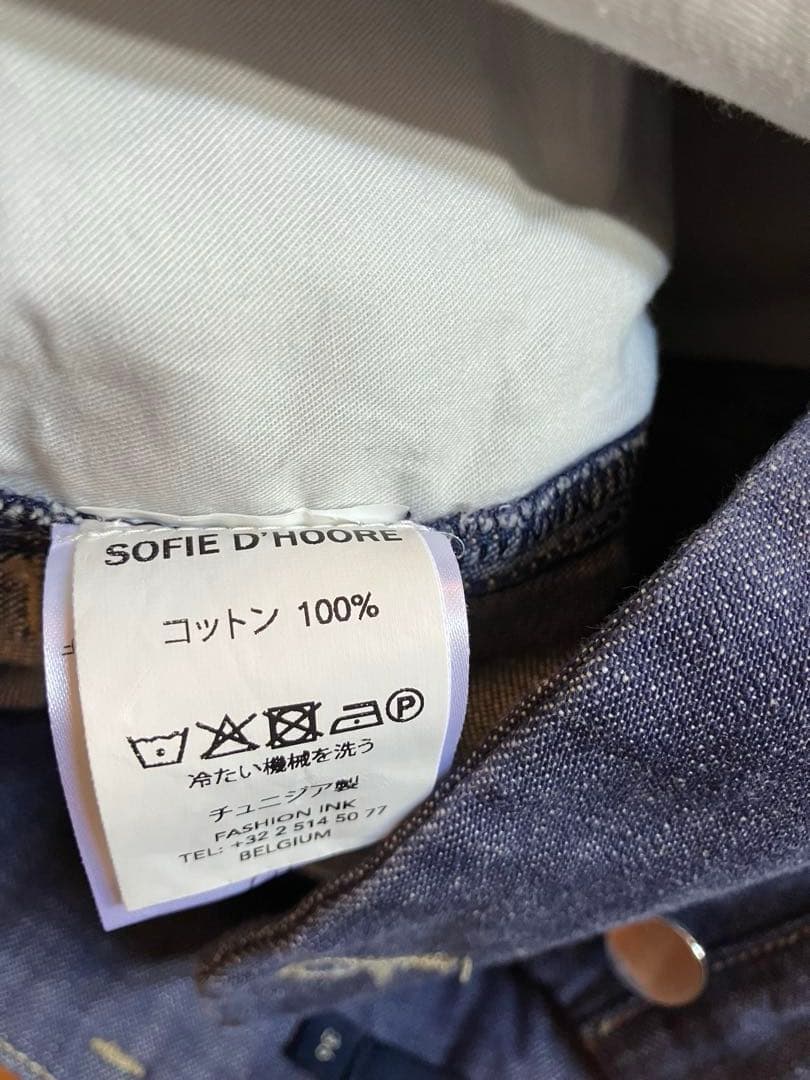 SOFIE D'HOORE
コットン 100%
P
冷たい機械を洗う
チュニジア製
FASHION INK
TEL: +32 2 514 50 77
BELGIUM